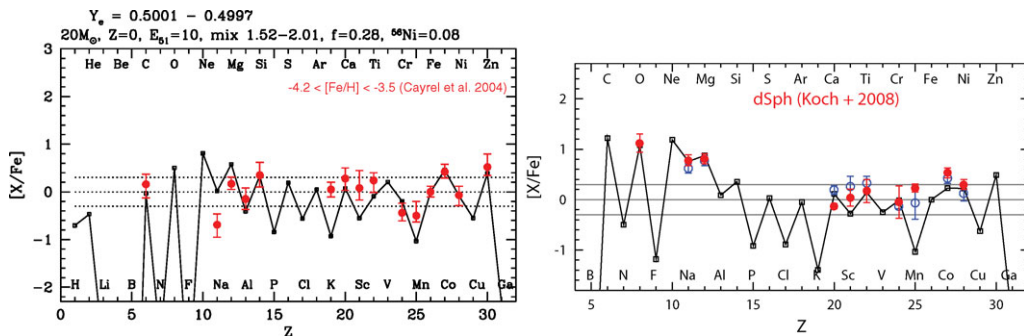 Yₑ = 0.5001 − 0.4997
20M⊙, Z=0, E₅₁=10, mix 1.52−2.01, f=0.28, ⁵⁶Ni=0.08
3
He Be C O Ne Mg Si S Ar Ca Ti Cr Fe Ni Zn
-4.2 < [Fe/H] < -3.5 (Cayrel et al. 2004)
2
1
0
−1
−2
[X/Fe]
H Li B N F Na Al P Cl K Sc V Mn Co Cu Ga
0 5 10 15 20 25 30
Z
C O Ne Mg Si S Ar Ca Ti Cr Fe Ni Zn
dSph (Koch + 2008)
2
1
0
-1
[X/Fe]
B N F Na Al P Cl K Sc V Mn Co Cu Ga
5 10 15 20 25 30
Z